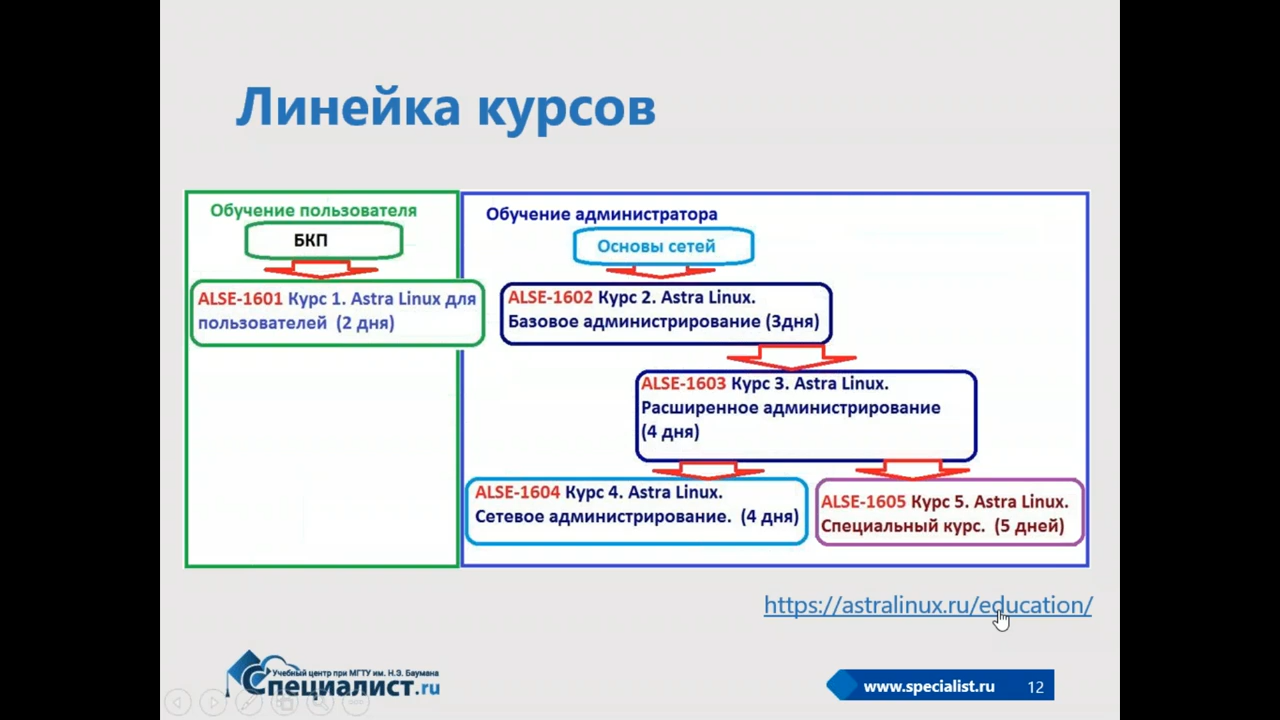 Линейка курсов
Обучение пользователя
БКП
ALSE-1601 Курс 1. Astra Linux для
пользователей (2 дня)
Обучение администратора
Основы сетей
ALSE-1602 Курс 2. Astra Linux.
Базовое администрирование (3дня)
ALSE-1603 Курс 3. Astra Linux.
Расширенное администрирование
(4 дня)
ALSE-1604 Курс 4. Astra Linux.
Сетевое администрирование. (4 дня)
ALSE-1605 Курс 5. Astra Linux.
Специальный курс. (5 дней)
https://astralinux.ru/education/
Учебный центр при МГТУ им. Н.Э. Баумана
Специалист.ru
www.specialist.ru
12